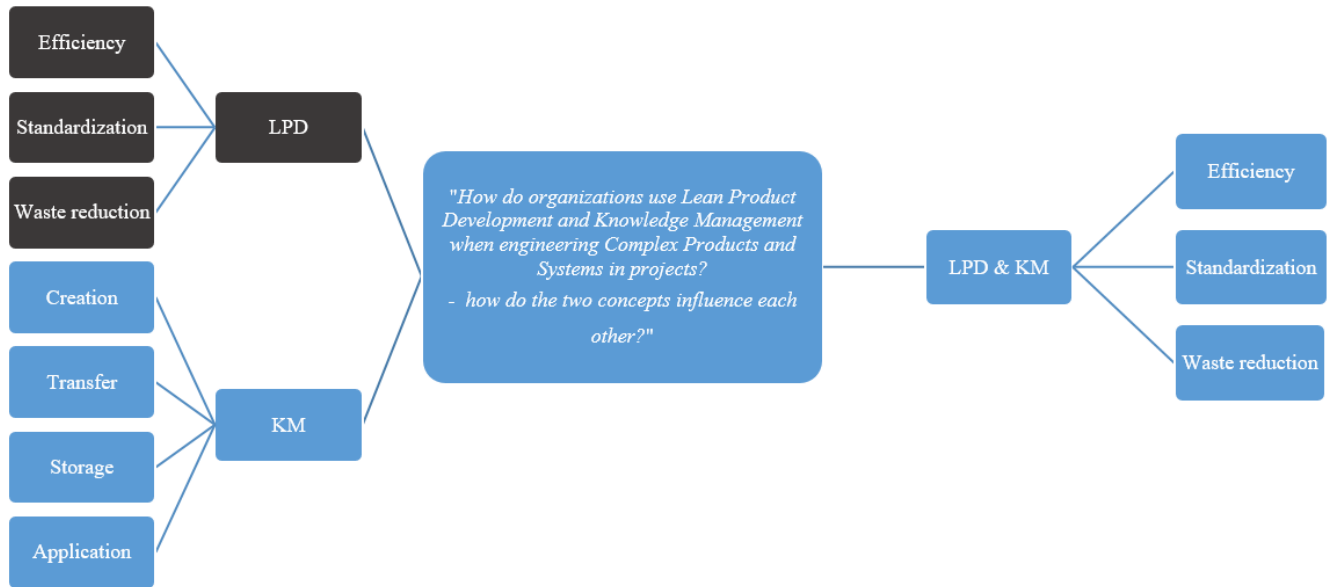 Efficiency
Standardization
Waste reduction
LPD
Creation
Transfer
Storage
Application
KM
"How do organizations use Lean Product
Development and Knowledge Management
when engineering Complex Products and
Systems in projects?
- how do the two concepts influence each
other?"
LPD & KM
Efficiency
Standardization
Waste reduction